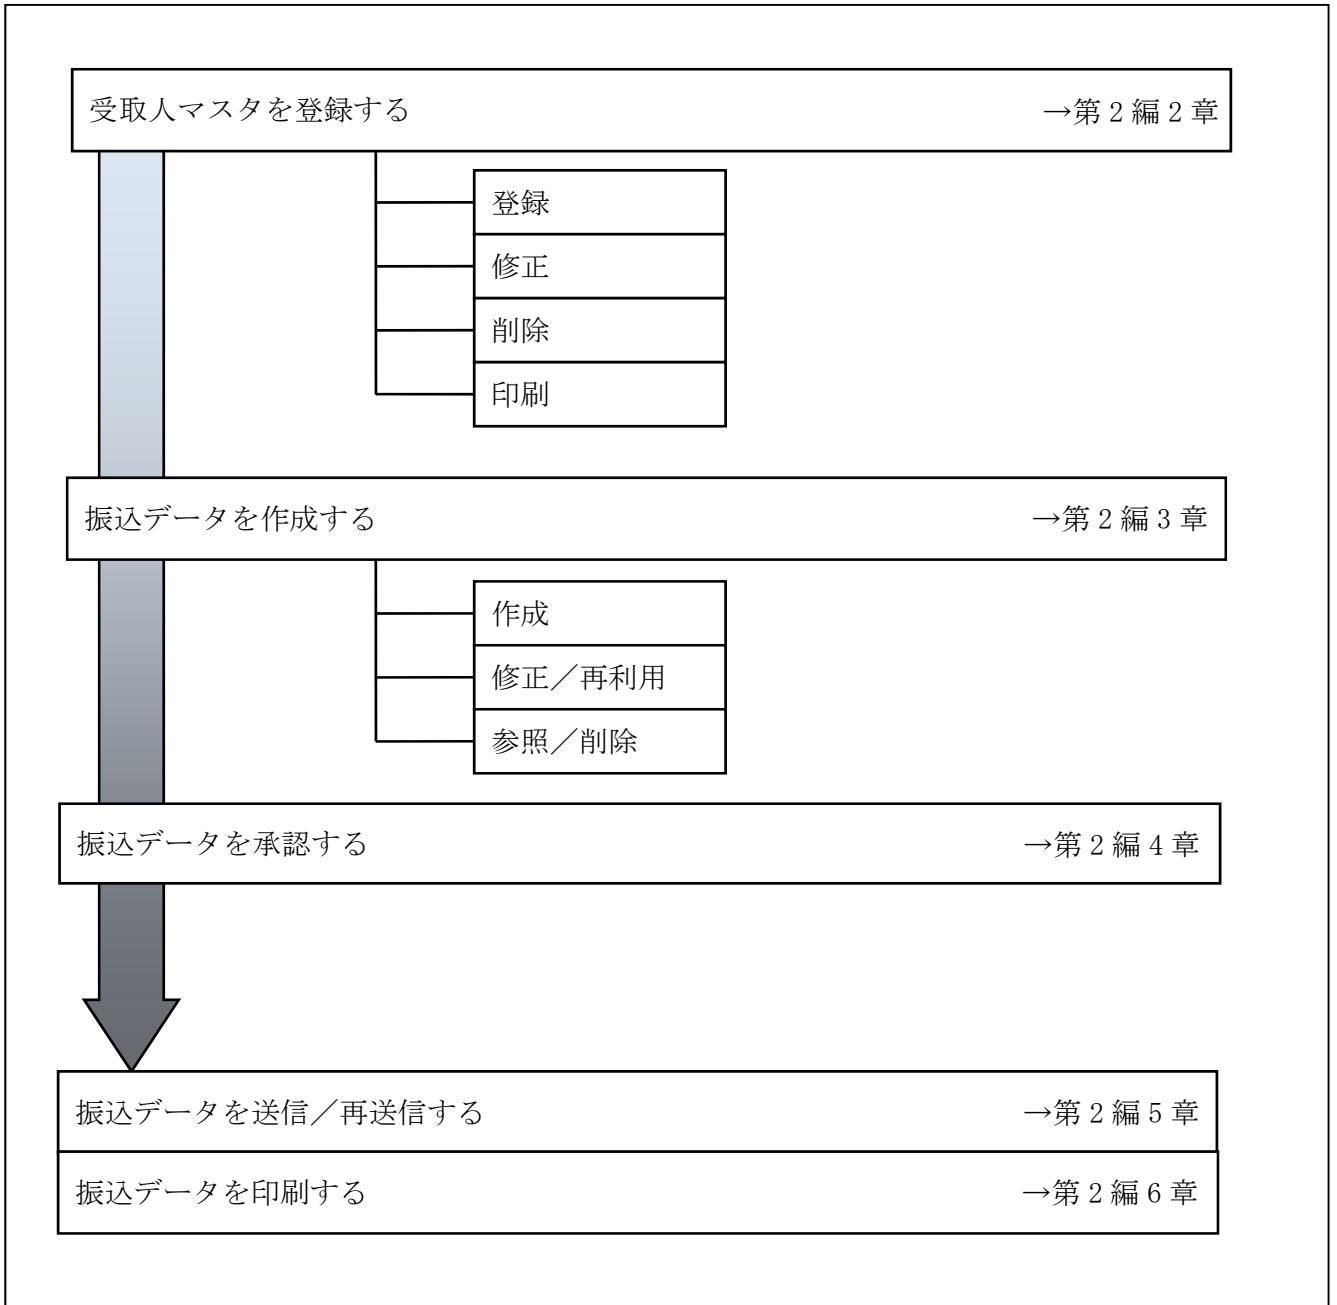 受取人マスタを登録する →第2編2章
登録
修正
削除
印刷
振込データを作成する →第2編3章
作成
修正／再利用
参照／削除
振込データを承認する →第2編4章
振込データを送信／再送信する →第2編5章
振込データを印刷する →第2編6章